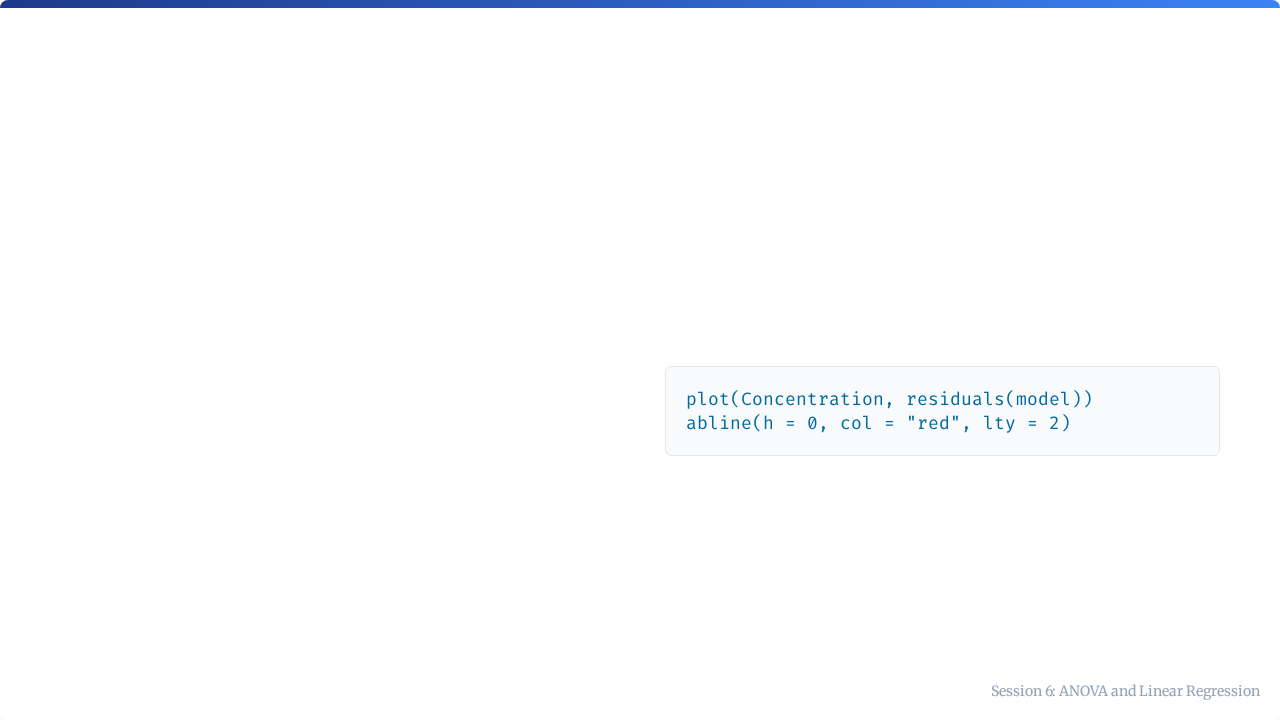 plot(Concentration, residuals(model))
abline(h = 0, col = "red", lty = 2)
Session 6: ANOVA and Linear Regression